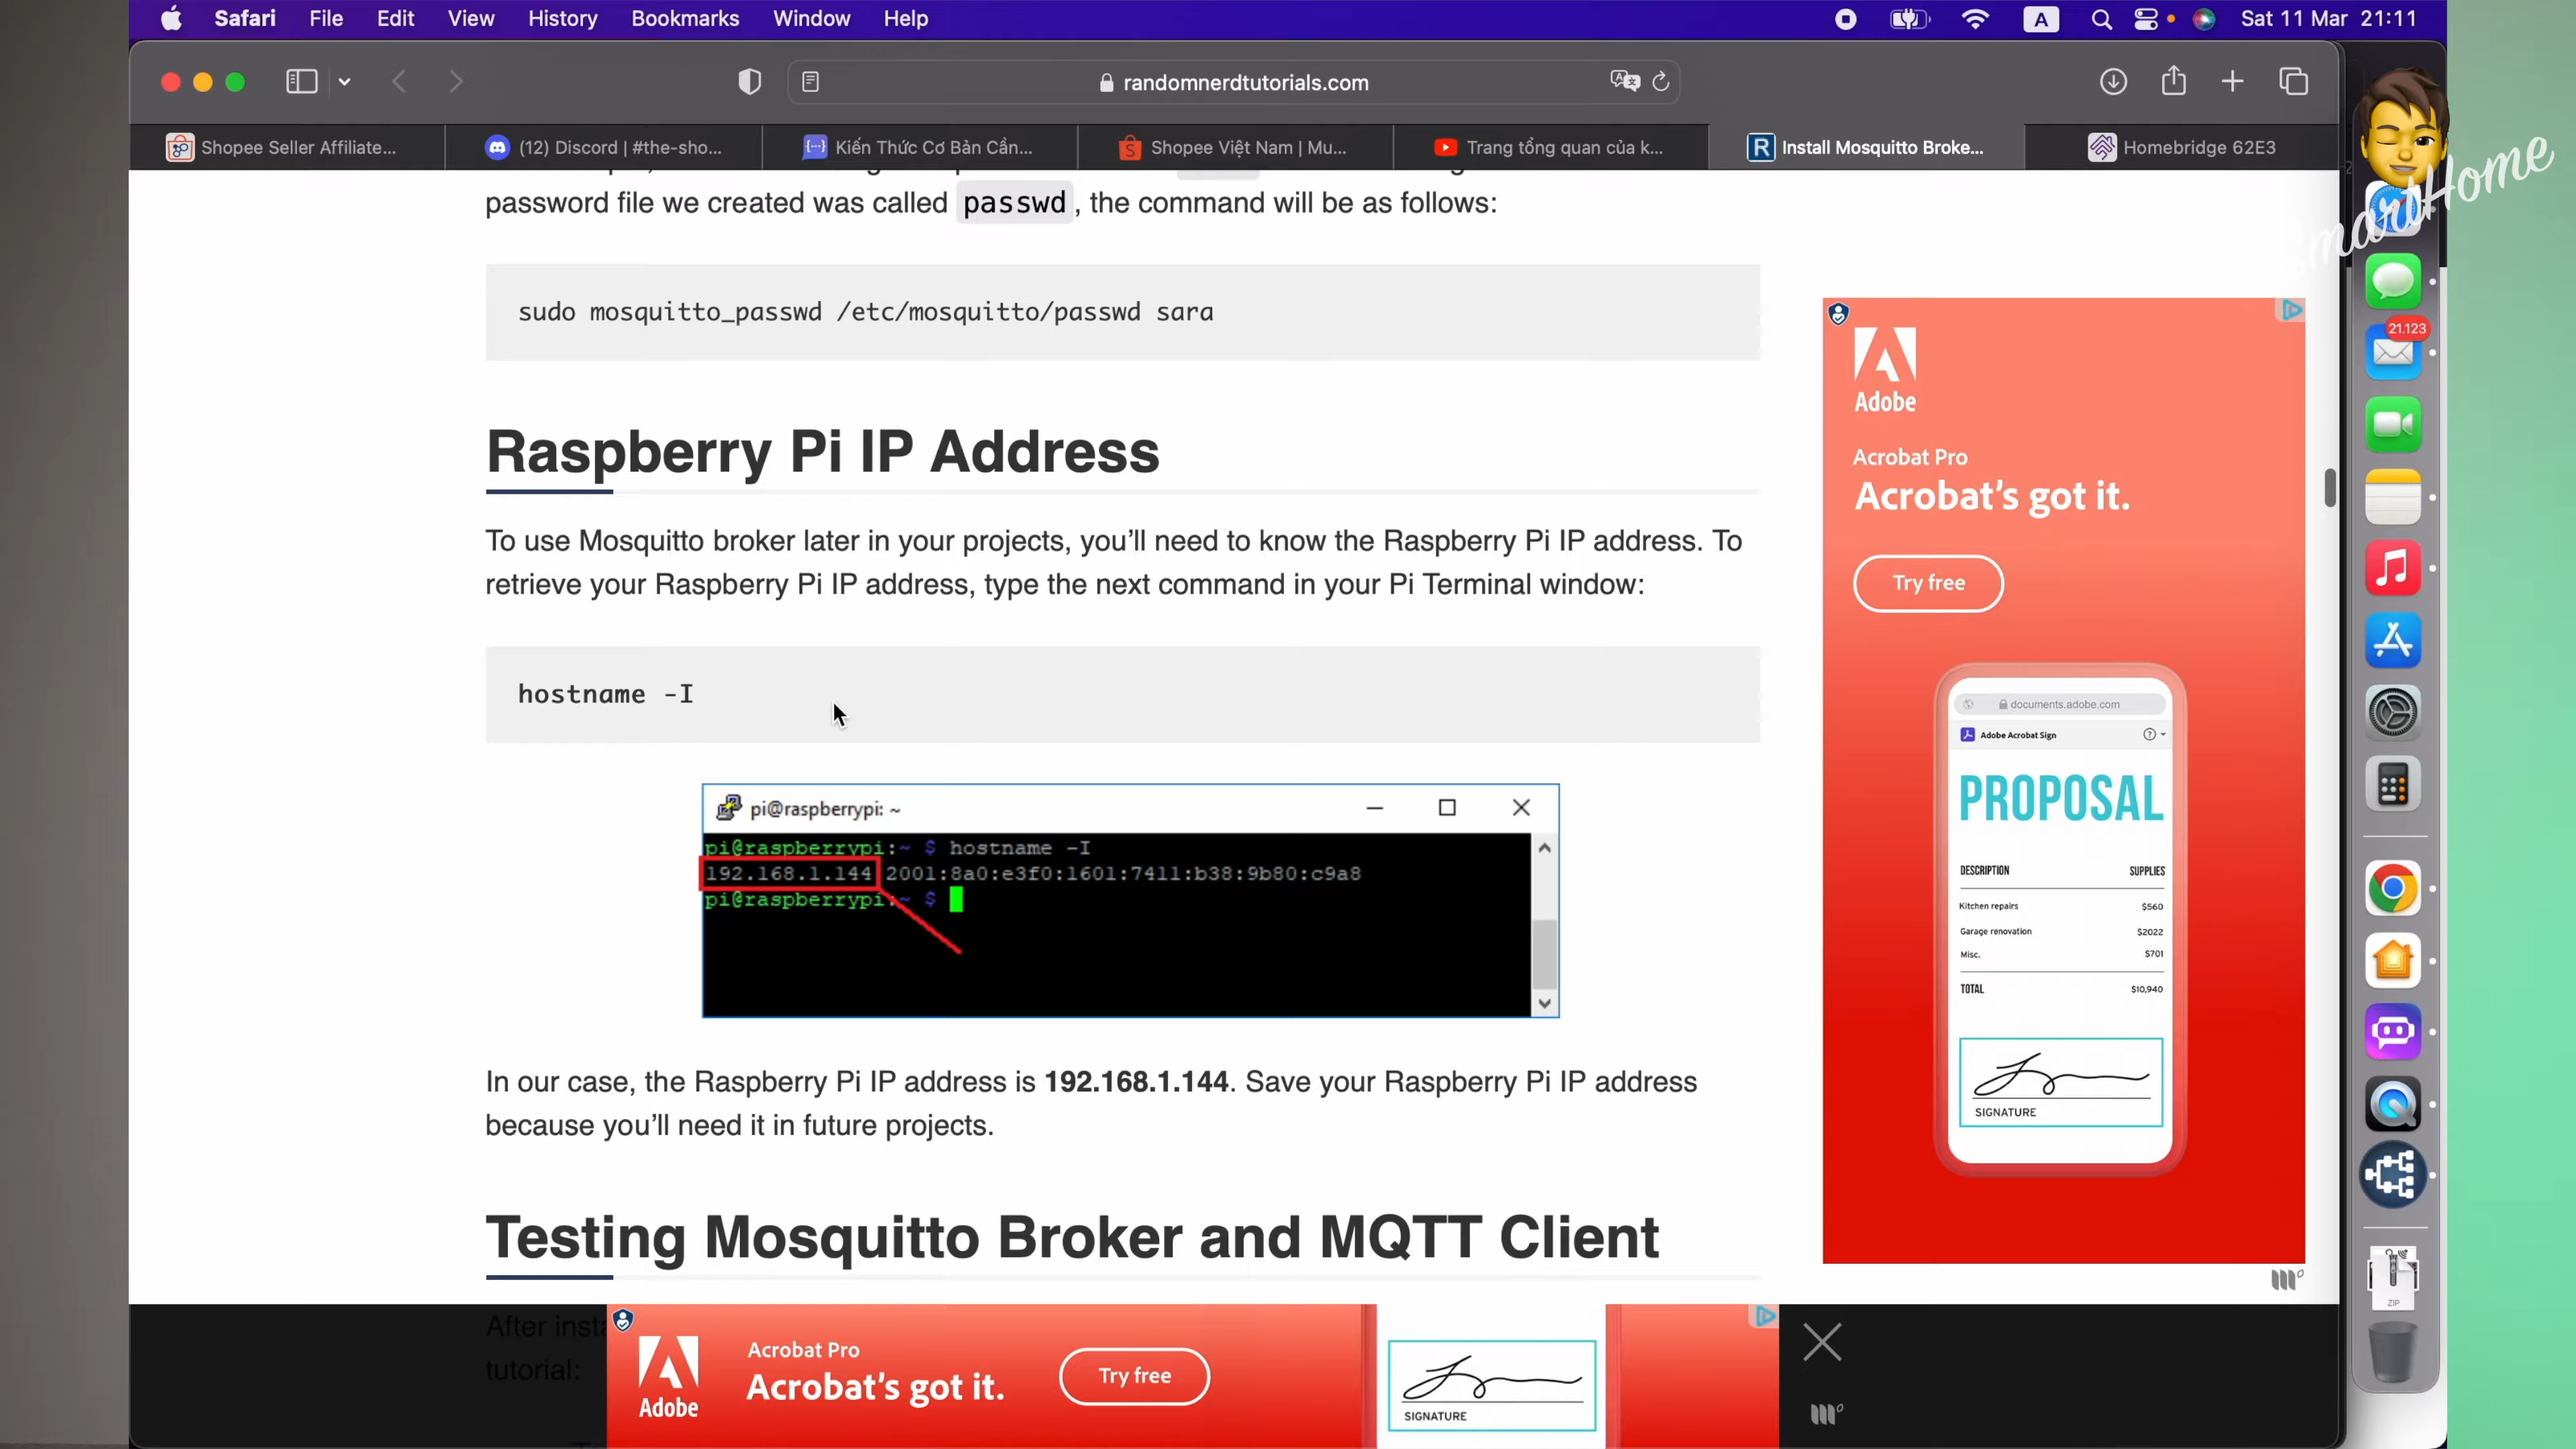 Safari File Edit View History Bookmarks Window Help A Sat 11 Mar 21:11
randomnerdtutorials.com
Shopee Seller Affiliate... (12) Discord | #the-sho... Kiến Thức Cơ Bản Cần... Shopee Việt Nam | Mu... Trang tổng quan của k... R Install Mosquitto Broke... Homebridge 62E3
SmartHome
password file we created was called passwd, the command will be as follows:
sudo mosquitto_passwd /etc/mosquitto/passwd sara
Raspberry Pi IP Address
To use Mosquitto broker later in your projects, you'll need to know the Raspberry Pi IP address. To
retrieve your Raspberry Pi IP address, type the next command in your Pi Terminal window:
hostname -I
pi@raspberrypi: ~
pi@raspberrypi:~ $ hostname -I
192.168.1.144 2001:8a0:e3f0:1601:7411:b38:9b80:c9a8
pi@raspberrypi:~ $
In our case, the Raspberry Pi IP address is 192.168.1.144. Save your Raspberry Pi IP address
because you'll need it in future projects.
Testing Mosquitto Broker and MQTT Client
After insta
tutorial:
Adobe
Acrobat Pro
Acrobat's got it.
Try free
documents.adobe.com
Adobe Acrobat Sign
PROPOSAL
DESCRIPTION SUPPLIES
Kitchen repairs $560
Garage renovation $2022
Misc. $701
TOTAL $10,940
SIGNATURE
Adobe
Acrobat Pro
Acrobat's got it.
Try free
SIGNATURE
21.123
ZIP